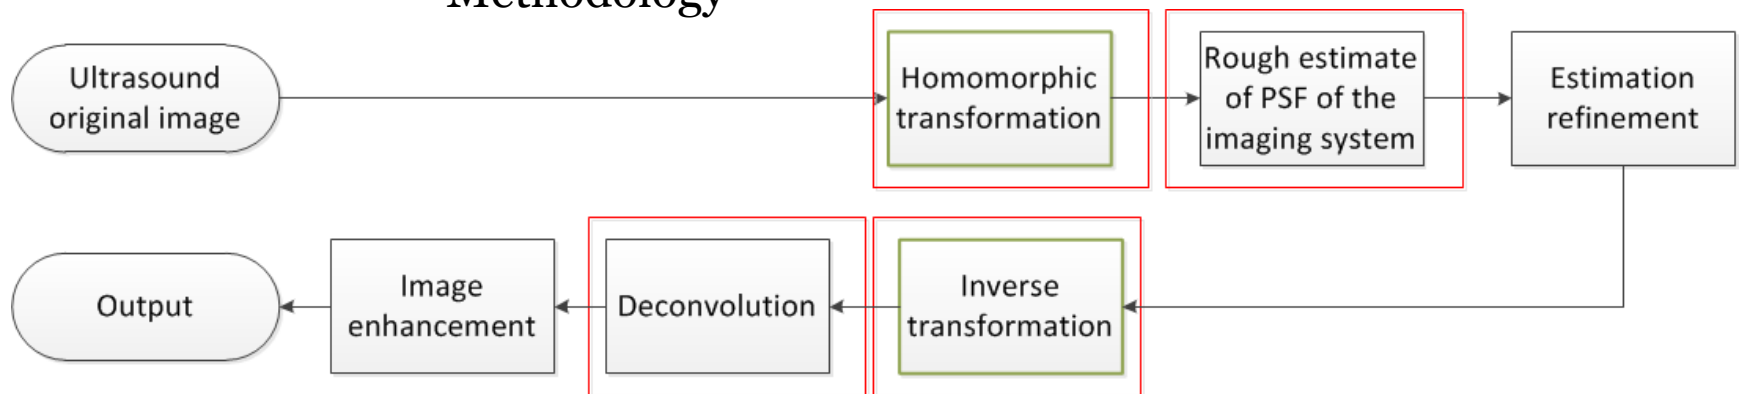 Methodology
Ultrasound
original image
Homomorphic
transformation
Rough estimate
of PSF of the
imaging system
Estimation
refinement
Output
Image
enhancement
Deconvolution
Inverse
transformation